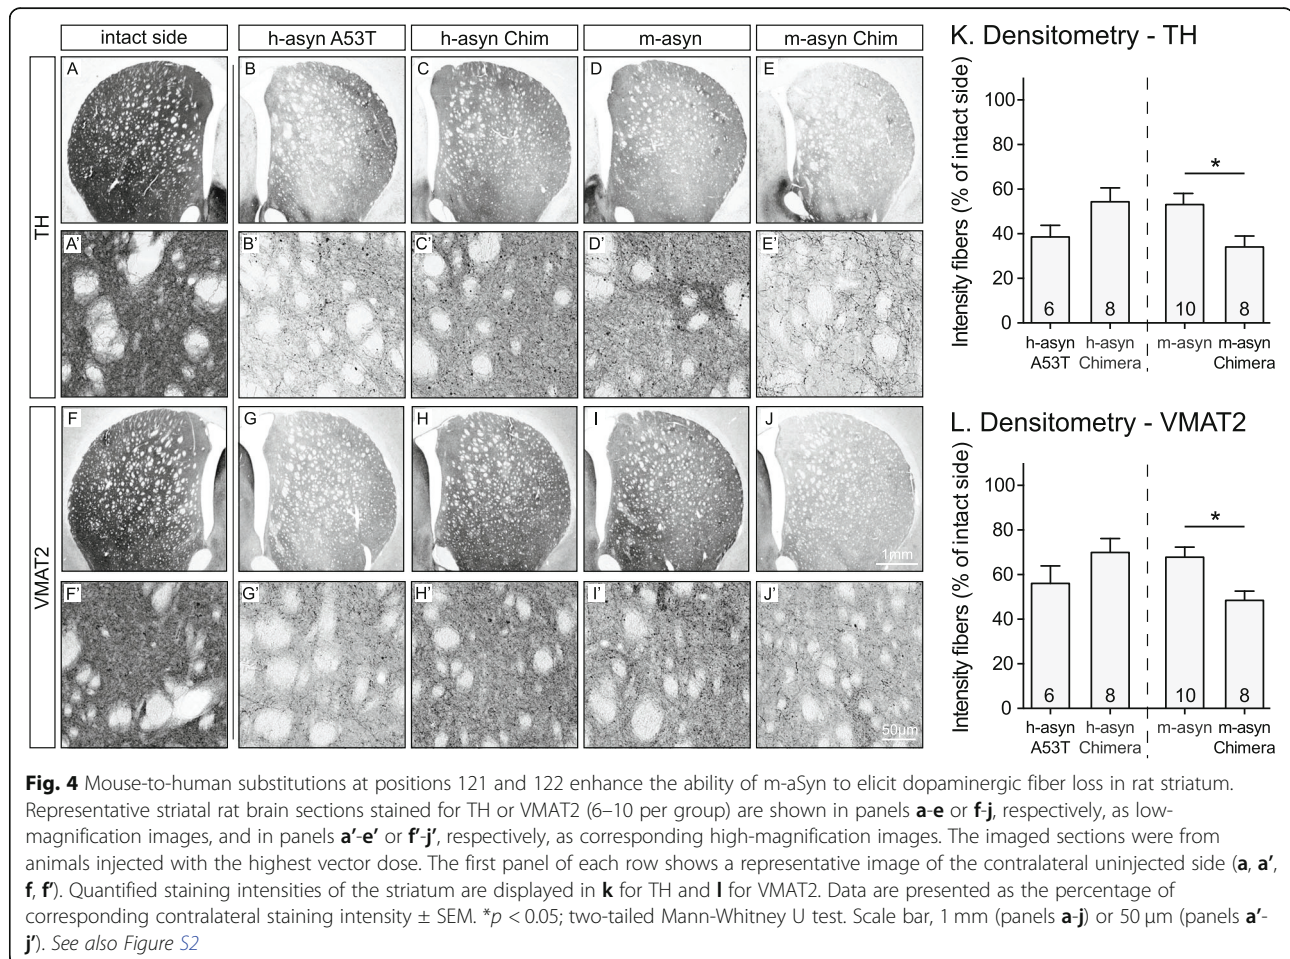 intact side h-asyn A53T h-asyn Chim m-asyn m-asyn Chim
TH
A B C D E
A' B' C' D' E'
VMAT2
F G H I J
1mm
F' G' H' I' J'
50µm
K. Densitometry - TH
Intensity fibers (% of intact side)
100
80
60
40
20
0
*
6 8 10 8
h-asyn A53T
h-asyn Chimera
m-asyn
m-asyn Chimera
L. Densitometry - VMAT2
Intensity fibers (% of intact side)
100
80
60
40
20
0
*
6 8 10 8
h-asyn A53T
h-asyn Chimera
m-asyn
m-asyn Chimera
Fig. 4 Mouse-to-human substitutions at positions 121 and 122 enhance the ability of m-aSyn to elicit dopaminergic fiber loss in rat striatum.
Representative striatal rat brain sections stained for TH or VMAT2 (6–10 per group) are shown in panels a-e or f-j, respectively, as low-
magnification images, and in panels a′-e′ or f′-j′, respectively, as corresponding high-magnification images. The imaged sections were from
animals injected with the highest vector dose. The first panel of each row shows a representative image of the contralateral uninjected side (a, a′,
f, f′). Quantified staining intensities of the striatum are displayed in k for TH and l for VMAT2. Data are presented as the percentage of
corresponding contralateral staining intensity ± SEM. *p < 0.05; two-tailed Mann-Whitney U test. Scale bar, 1 mm (panels a-j) or 50 μm (panels a′-
j′). See also Figure S2